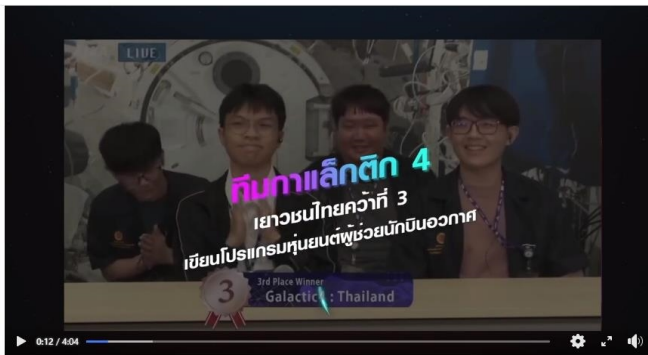 LIVE
ทีมกาแล็กติก 4
เยาวชนไทยคว้าที่ 3
เขียนโปรแกรมหุ่นยนต์ผู้ช่วยนักบินอวกาศ
3rd Place Winner
3
: Thailand
0:12 / 4:04